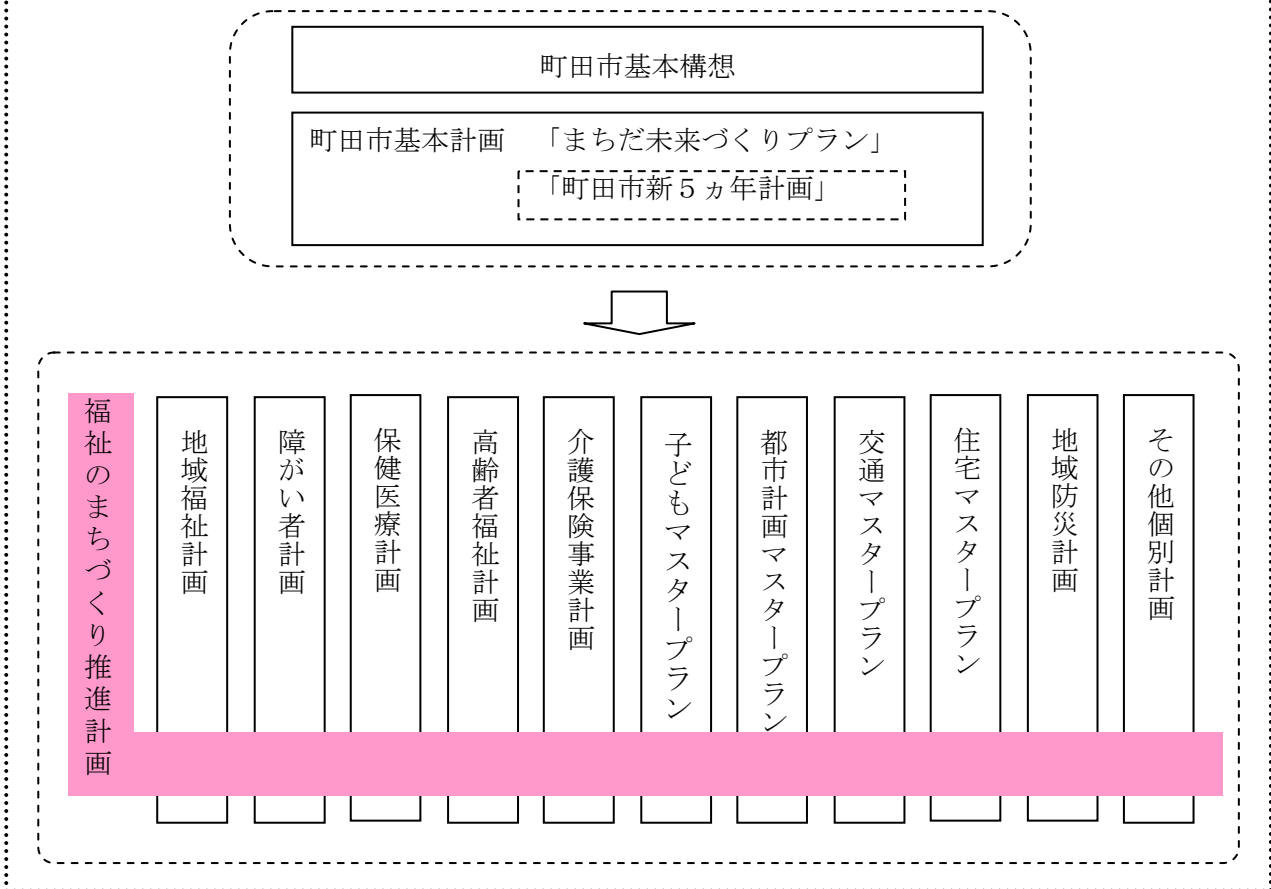 町田市基本構想
町田市基本計画　「まちだ未来づくりプラン」
「町田市新５ヵ年計画」
福祉のまちづくり推進計画
地域福祉計画
障がい者計画
保健医療計画
高齢者福祉計画
介護保険事業計画
子どもマスタープラン
都市計画マスタープラン
交通マスタープラン
住宅マスタープラン
地域防災計画
その他個別計画